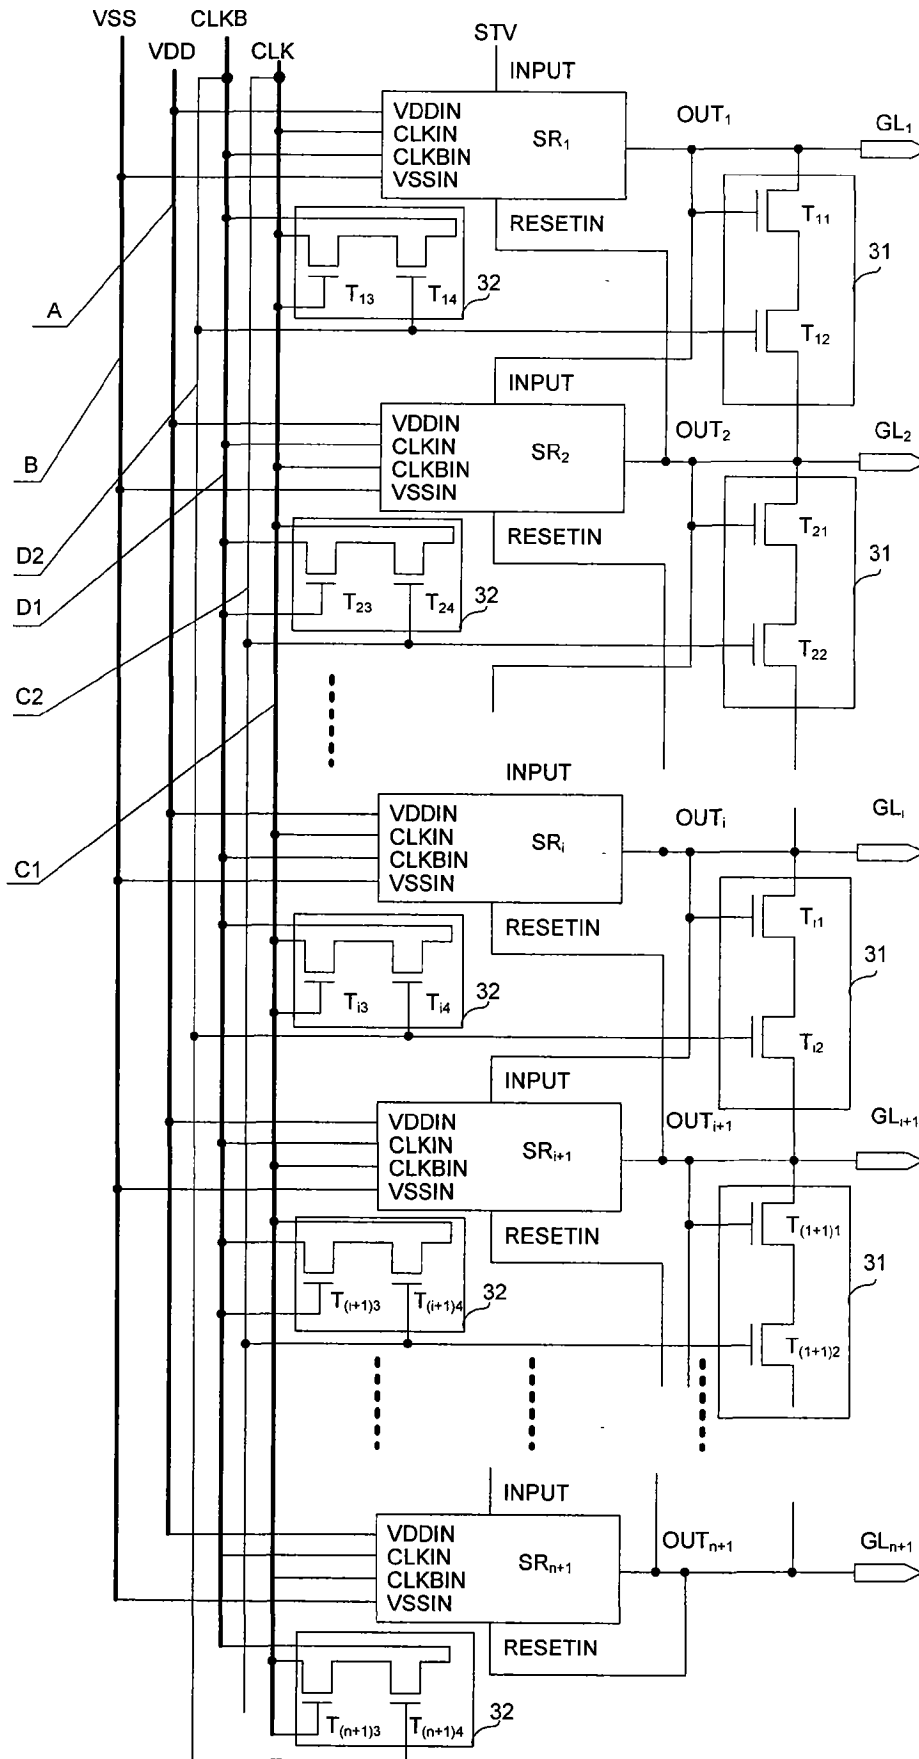 VSS CLKB
VDD CLK STV
INPUT
VDDIN
CLKIN SR1 OUT1 GL1
CLKBIN
VSSIN
RESETIN
T11
31
T13 T14 32
A
T12
B
INPUT
VDDIN
CLKIN SR2 OUT2 GL2
CLKBIN
VSSIN
RESETIN
T21
D2
31
D1
T23 T24 32
T22
C2
INPUT
VDDIN
CLKIN SRi OUTi GLi
CLKBIN
VSSIN
C1
RESETIN
Ti1
31
Ti3 Ti4 32
Ti2
INPUT
VDDIN
CLKIN SRi+1 OUTi+1 GLi+1
CLKBIN
VSSIN
RESETIN
T(1+1)1
31
T(i+1)3 T(i+1)4 32
T(1+1)2
INPUT
VDDIN
CLKIN SRn+1 OUTn+1 GLn+1
CLKBIN
VSSIN
RESETIN
T(n+1)3 T(n+1)4 32